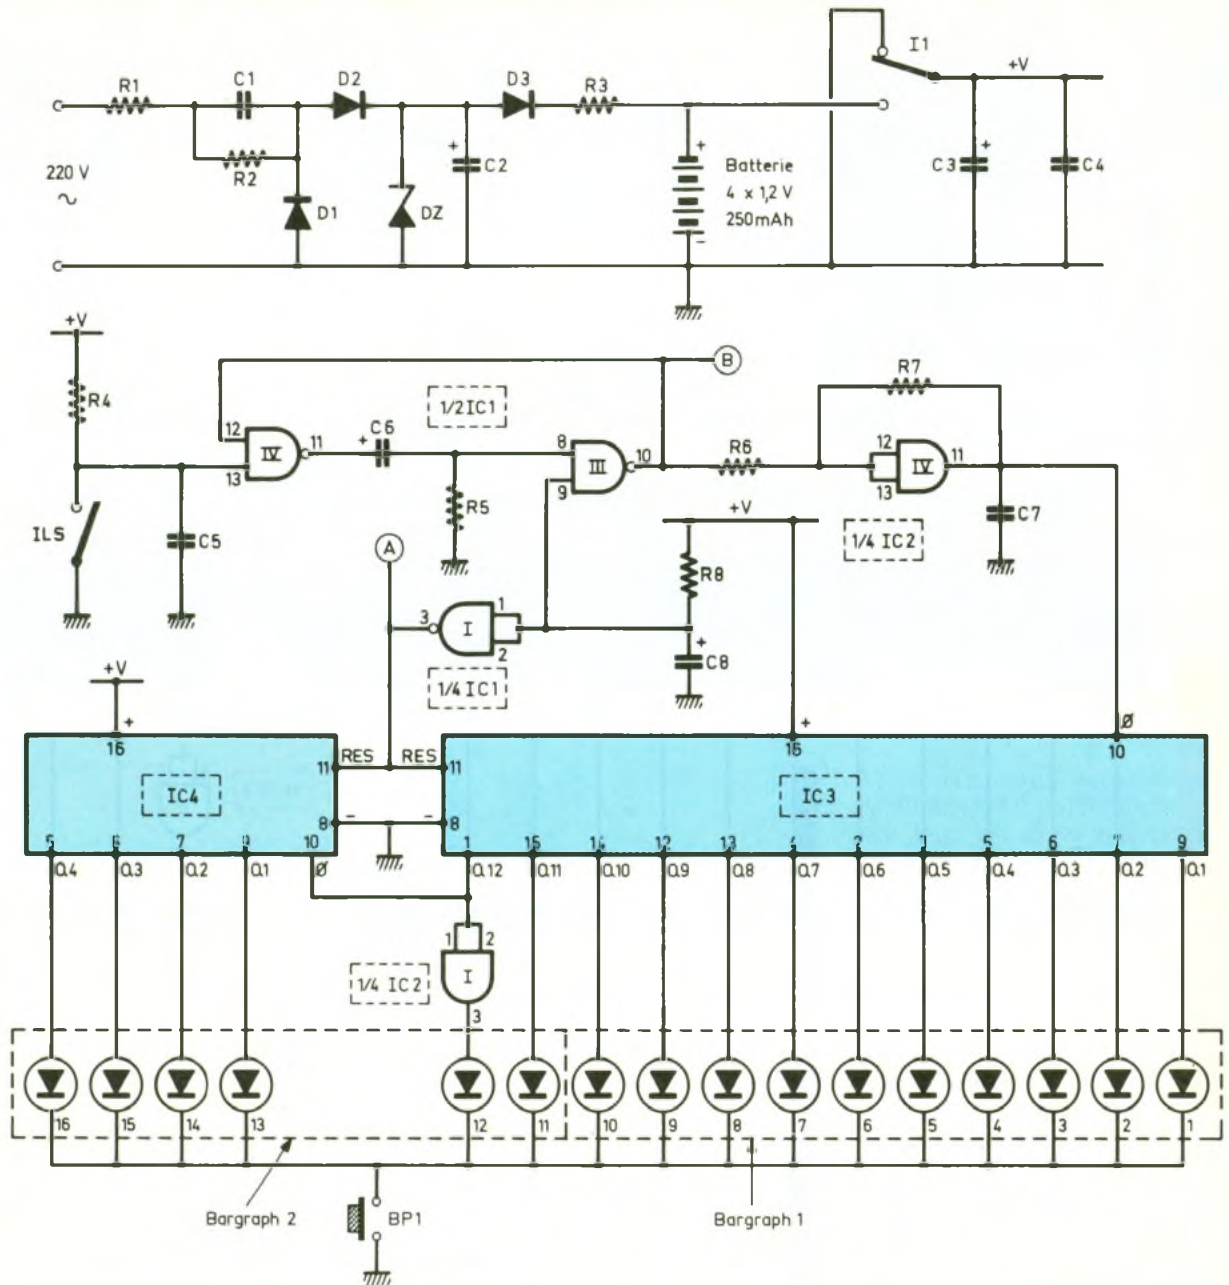 I1
+V
R1
C1
D2
D3
R3
R2
220 V
~
D1
DZ
+
C2
+
Batterie
4 x 1,2 V
250mAh
-
C3
+
C4
+V
R4
ILS
C5
12
13
IV
11
+
C6
1/2 IC1
R5
8
9
III
10
B
R6
R7
12
13
IV
11
1/4 IC2
C7
A
3
I
1
2
1/4 IC1
+V
R8
+
C8
+V
+
16
IC4
11
RES
RES
11
8
-
-
8
5
6
7
9
10
Q.4
Q.3
Q.2
Q.1
Ø
+
16
Ø
10
IC3
1
15
14
12
13
4
2
3
5
6
7
9
Q.12
Q.11
Q.10
Q.9
Q.8
Q.7
Q.6
Q.5
Q.4
Q.3
Q.2
Q.1
1
2
I
3
1/4 IC2
16
15
14
13
12
11
10
9
8
7
6
5
4
3
2
1
Bargraph 2
BP1
Bargraph 1